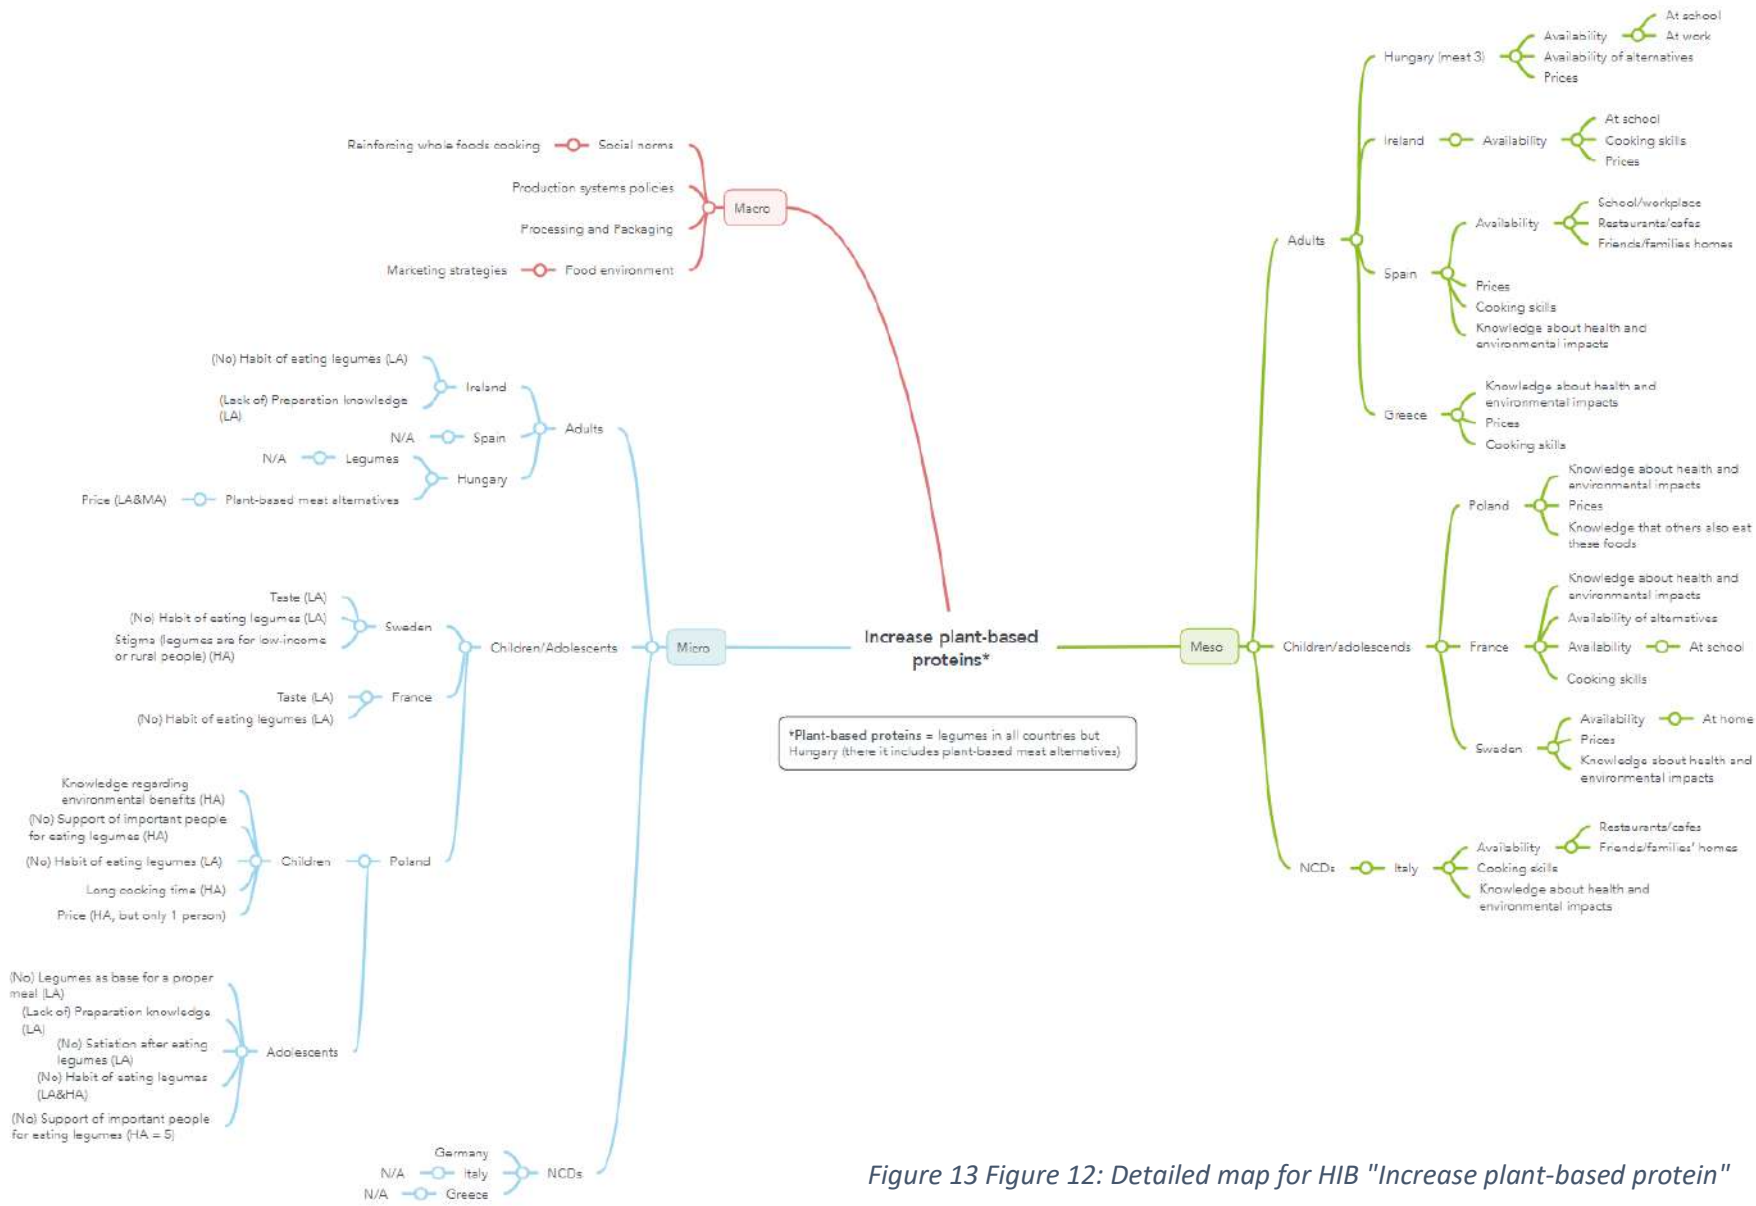 Increase plant-based
proteins*
*Plant-based proteins = legumes in all countries but
Hungary (there it includes plant-based meat alternatives)
Macro
Social norms
Reinforcing whole foods cooking
Production systems policies
Processing and Packaging
Food environment
Marketing strategies
Micro
Adults
Ireland
(No) Habit of eating legumes (LA)
(Lack of) Preparation knowledge
(LA)
Spain
N/A
Hungary
Legumes
N/A
Plant-based meat alternatives
Price (LA&MA)
Children/Adolescents
Sweden
Taste (LA)
(No) Habit of eating legumes (LA)
Stigma (legumes are for low-income
or rural people) (HA)
France
Taste (LA)
(No) Habit of eating legumes (LA)
Poland
Children
Knowledge regarding
environmental benefits (HA)
(No) Support of important people
for eating legumes (HA)
(No) Habit of eating legumes (LA)
Long cooking time (HA)
Price (HA, but only 1 person)
Adolescents
(No) Legumes as base for a proper
meal (LA)
(Lack of) Preparation knowledge
(LA)
(No) Satiation after eating
legumes (LA)
(No) Habit of eating legumes
(LA&HA)
(No) Support of important people
for eating legumes (HA = 5)
NCDs
Germany
Italy
N/A
Greece
N/A
Meso
Adults
Hungary (meat 3)
Availability
At school
At work
Availability of alternatives
Prices
Ireland
Availability
At school
Cooking skills
Prices
Spain
Availability
School/workplace
Restaurants/cafes
Friends/families homes
Prices
Cooking skills
Knowledge about health and
environmental impacts
Greece
Knowledge about health and
environmental impacts
Prices
Cooking skills
Children/adolescends
Poland
Knowledge about health and
environmental impacts
Prices
Knowledge that others also eat
these foods
France
Knowledge about health and
environmental impacts
Availability of alternatives
Availability
At school
Cooking skills
Sweden
Availability
At home
Prices
Knowledge about health and
environmental impacts
NCDs
Italy
Availability
Restaurants/cafes
Friends/families' homes
Cooking skills
Knowledge about health and
environmental impacts
Figure 13 Figure 12: Detailed map for HIB "Increase plant-based protein"